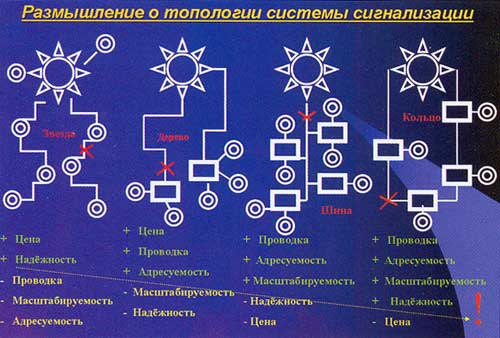 Размышление о топологии системы сигнализации
Звезда
Дерево
Шина
Кольцо
+ Цена
+ Надёжность
- Проводка
- Масштабируемость
- Адресуемость
+ Цена
+ Проводка
+ Адресуемость
- Масштабируемость
- Надёжность
+ Проводка
+ Адресуемость
+ Масштабируемость
- Надёжность
- Цена
+ Проводка
+ Адресуемость
+ Масштабируемость
+ Надёжность
- Цена
!